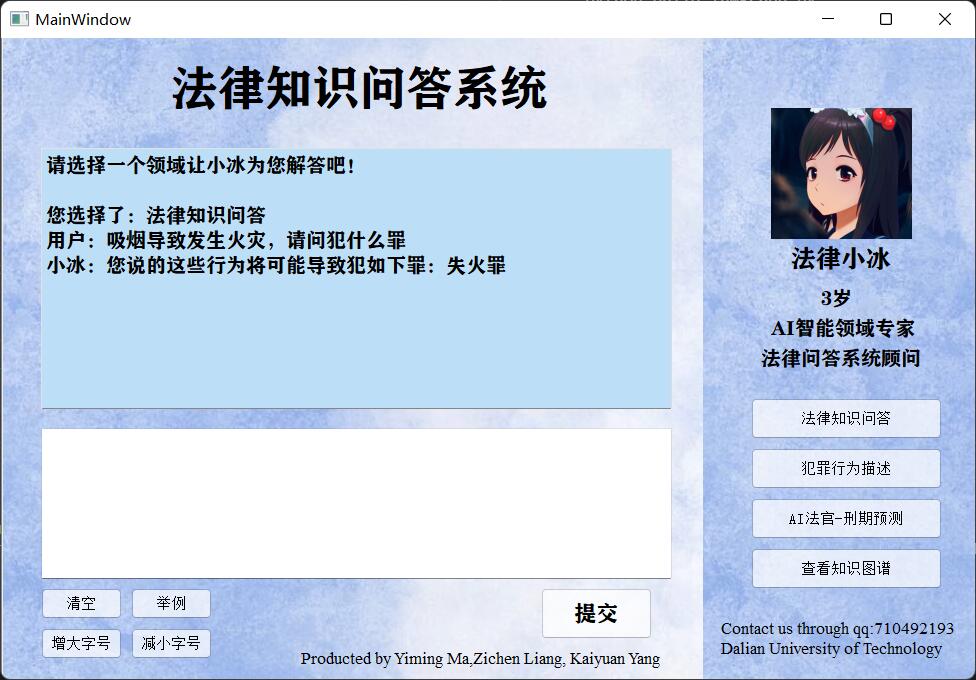 MainWindow
法律知识问答系统
请选择一个领域让小冰为您解答吧！
您选择了：法律知识问答
用户：吸烟导致发生火灾，请问犯什么罪
小冰：您说的这些行为将可能导致犯如下罪：失火罪
清空
举例
增大字号
减小字号
提交
Producted by Yiming Ma,Zichen Liang, Kaiyuan Yang
法律小冰
3岁
AI智能领域专家
法律问答系统顾问
法律知识问答
犯罪行为描述
AI法官-刑期预测
查看知识图谱
Contact us through qq:710492193
Dalian University of Technology